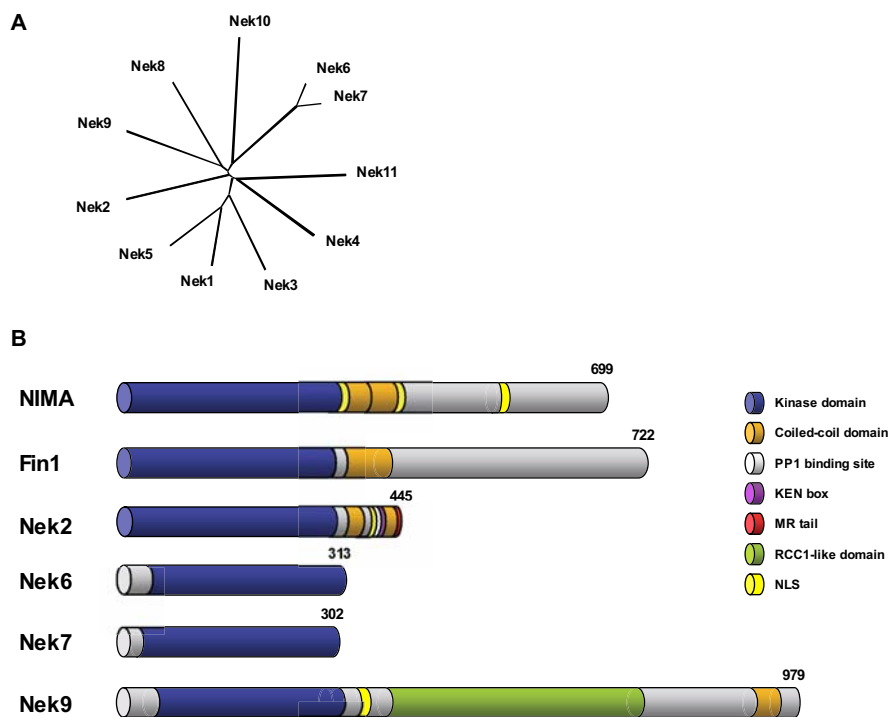 A
Nek10
Nek8
Nek6
Nek7
Nek9
Nek11
Nek2
Nek4
Nek5
Nek1
Nek3
B
NIMA
699
Fin1
722
Nek2
445
Nek6
313
Nek7
302
Nek9
979
Kinase domain
Coiled-coil domain
PP1 binding site
KEN box
MR tail
RCC1-like domain
NLS